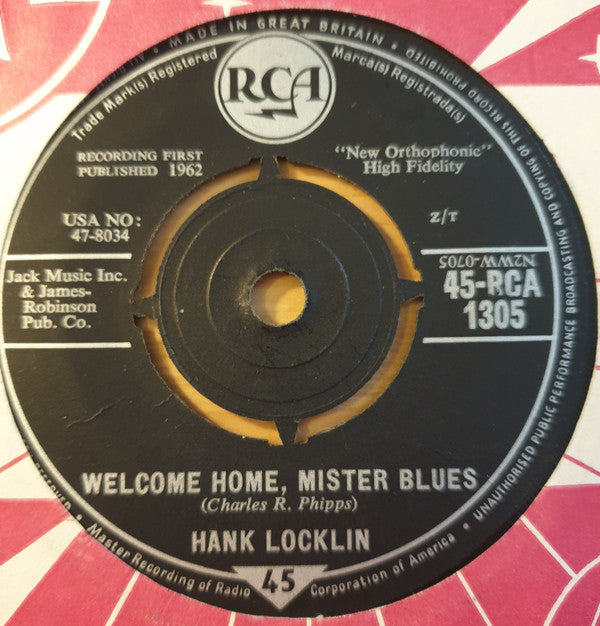 MADE IN GREAT BRITAIN •
Trade Mark(s) Registered
Marca(s) Registrada(s)
RCA
RECORDING FIRST
PUBLISHED 1962
"New Orthophonic"
High Fidelity
USA NO:
47-8034
Z/T
Jack Music Inc.
& James-
Robinson
Pub. Co.
N2WW-0705
45-RCA
1305
WELCOME HOME, MISTER BLUES
(Charles R. Phipps)
HANK LOCKLIN
Master Recording of Radio Corporation of America •
45
UNAUTHORISED PUBLIC PERFORMANCE BROADCASTING AND COPYING OF THIS RECORD PROHIBITED